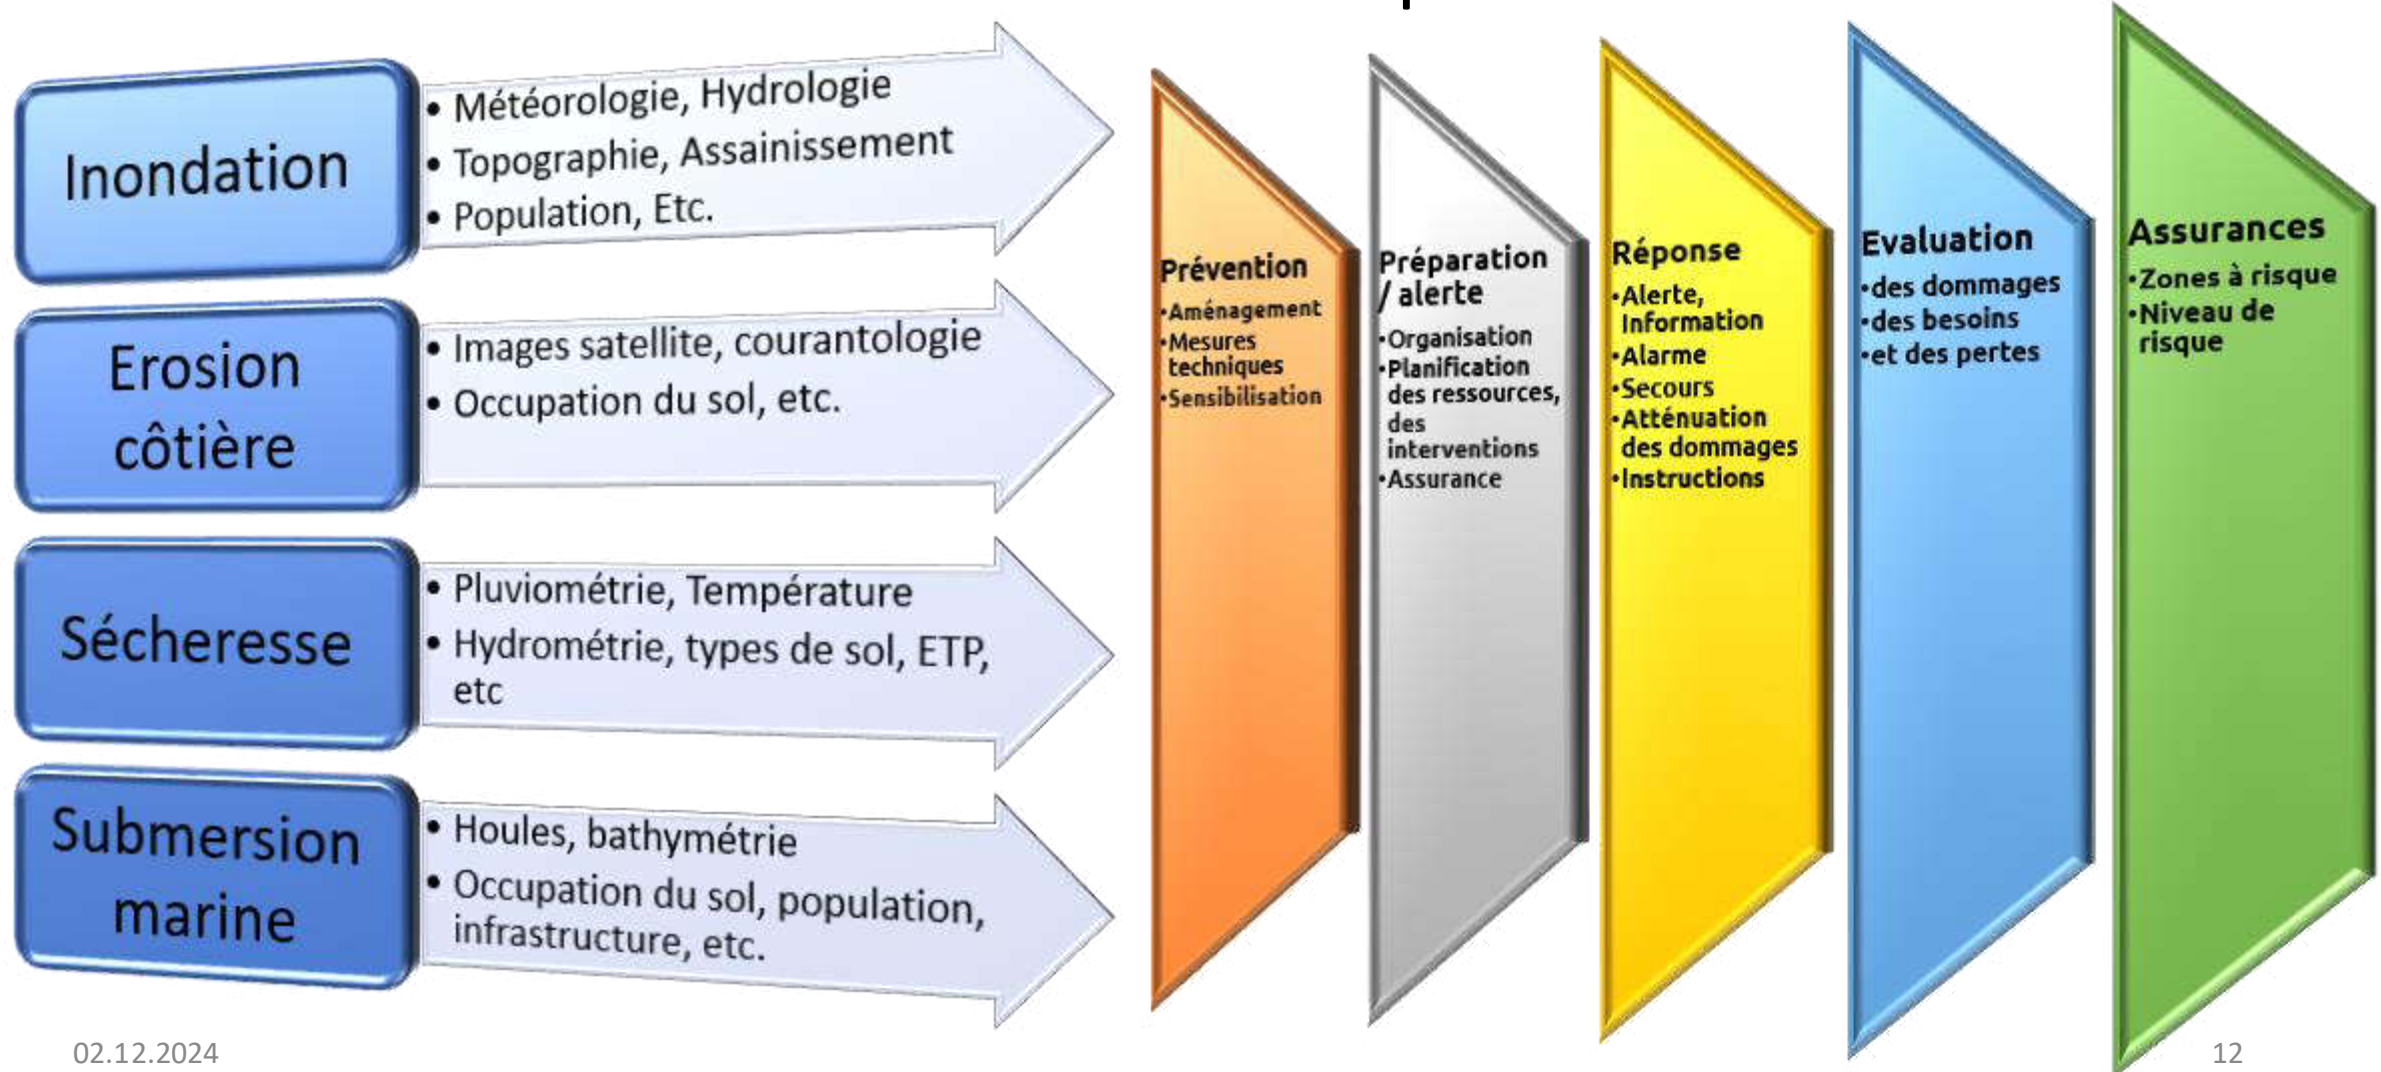 Inondation
• Météorologie, Hydrologie
• Topographie, Assainissement
• Population, Etc.
Erosion
côtière
• Images satellite, courantologie
• Occupation du sol, etc.
Sécheresse
• Pluviométrie, Température
• Hydrométrie, types de sol, ETP,
etc
Submersion
marine
• Houles, bathymétrie
• Occupation du sol, population,
infrastructure, etc.
Prévention
•Aménagement
•Mesures
techniques
•Sensibilisation
Préparation
/ alerte
•Organisation
•Planification
des ressources,
des
interventions
•Assurance
Réponse
•Alerte,
Information
•Alarme
•Secours
•Atténuation
des dommages
•Instructions
Evaluation
•des dommages
•des besoins
•et des pertes
Assurances
•Zones à risque
•Niveau de
risque
02.12.2024
12